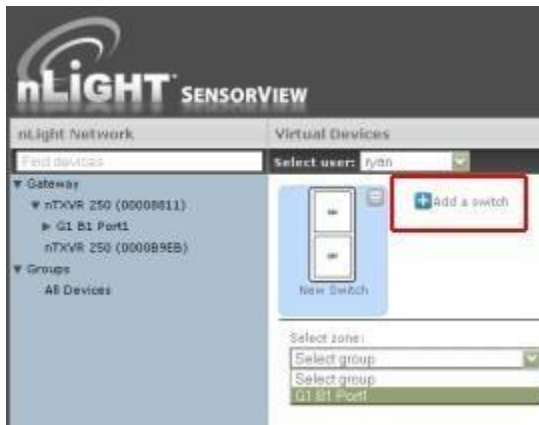 nLIGHT SENSORVIEW
nLight Network
Virtual Devices
Find devices
Select user: ryan
Gateway
nTXVR 250 (00008811)
G1 B1 Port1
nTXVR 250 (0000B9EB)
Groups
All Devices
Add a switch
New Switch
Select zone:
Select group
Select group
G1 B1 Port1